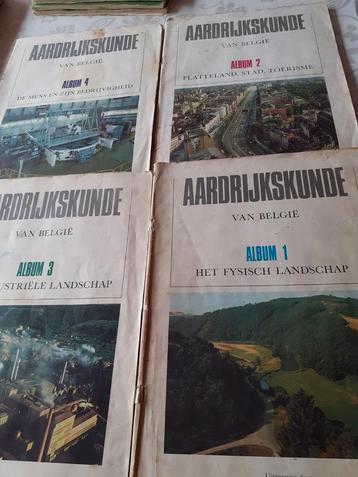 AARDRIJKSKUNDE
VAN BELGIË
ALBUM 4
DE MENS EN ZIJN BEDRIJVIGHEID
AARDRIJKSKUNDE
VAN BELGIË
ALBUM 2
PLATTELAND, STAD, TOERISME
RDRIJKSKUNDE
VAN BELGIË
ALBUM 3
USTRIËLE LANDSCHAP
AARDRIJKSKUNDE
VAN BELGIË
ALBUM 1
HET FYSISCH LANDSCHAP